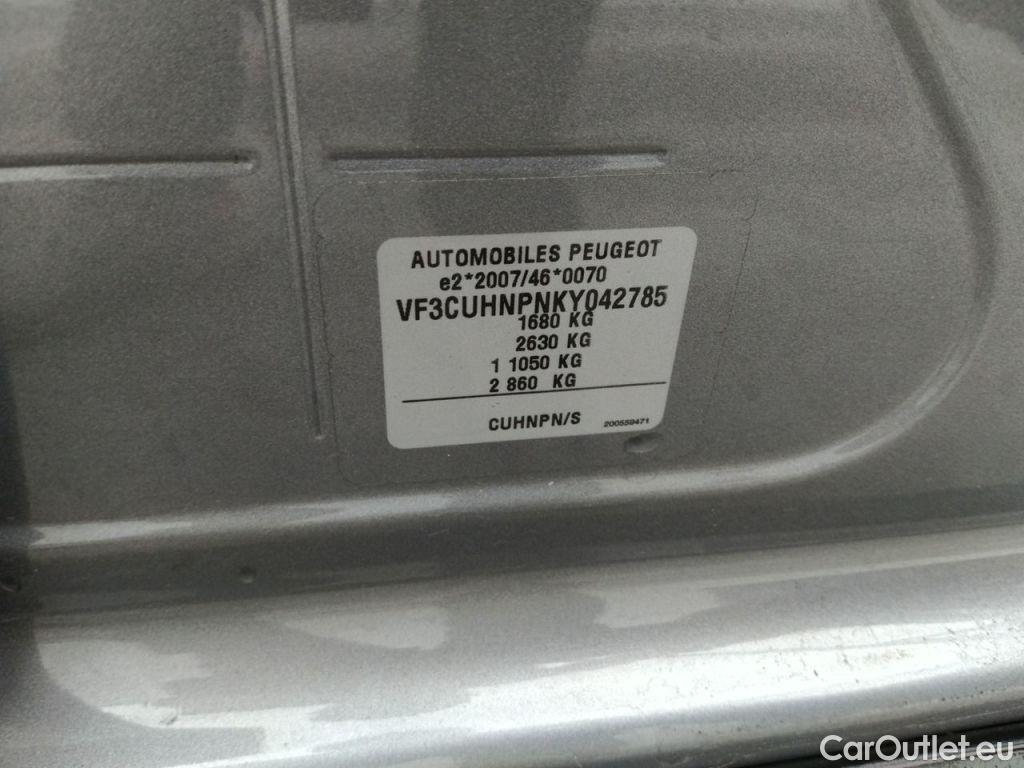 AUTOMOBILES PEUGEOT
e2*2007/46*0070
VF3CUHNPNKY042785
1680 KG
2630 KG
1 1050 KG
2 860 KG
CUHNPN/S 200559471
CarOutlet.eu